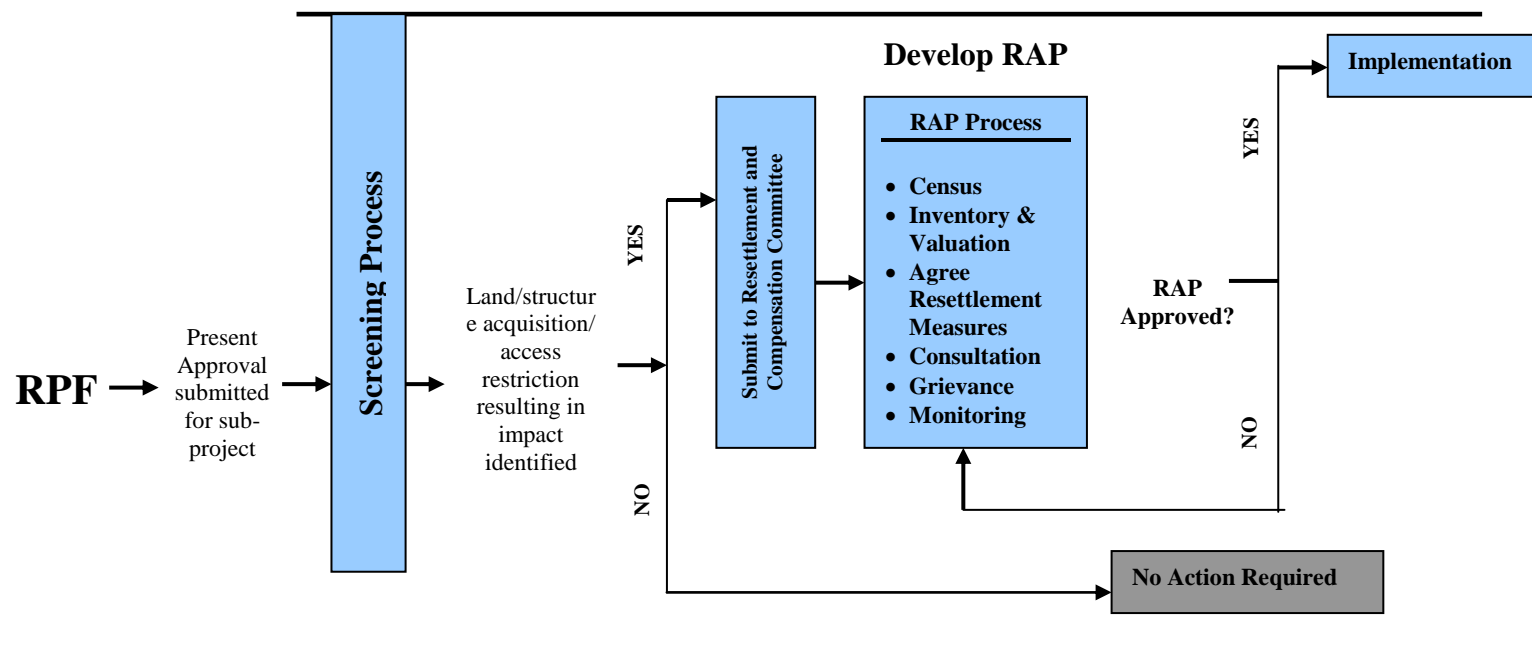 RPF
Present
Approval
submitted
for sub-
project
Screening Process
Land/structur
e acquisition/
access
restriction
resulting in
impact
identified
YES
NO
Submit to Resettlement and
Compensation Committee
Develop RAP
RAP Process
• Census
• Inventory &
Valuation
• Agree
Resettlement
Measures
• Consultation
• Grievance
• Monitoring
RAP
Approved?
YES
NO
Implementation
No Action Required